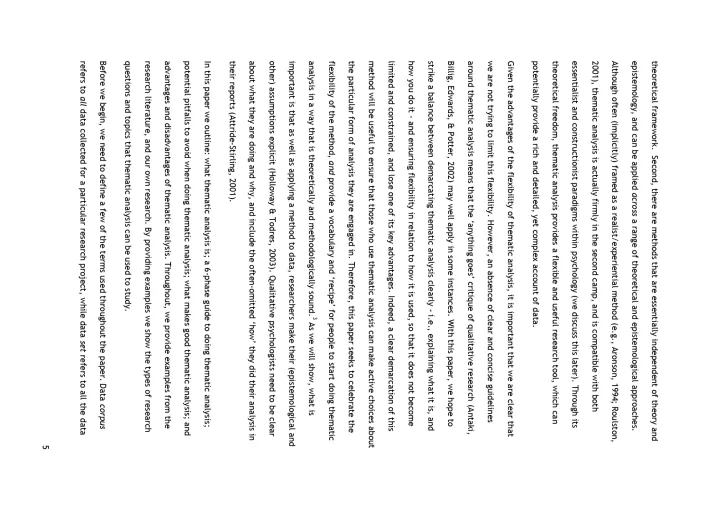 theoretical framework. Second, there are methods that are essentially independent of theory and
epistemology, and can be applied across a range of theoretical and epistemological approaches.
Although often (implicitly) framed as a realist/experiential method (e.g., Aronson, 1994; Roulston,
2001), thematic analysis is actually firmly in the second camp, and is compatible with both
essentialist and constructionist paradigms within psychology (we discuss this later). Through its
theoretical freedom, thematic analysis provides a flexible and useful research tool, which can
potentially provide a rich and detailed, yet complex account of data.
Given the advantages of the flexibility of thematic analysis, it is important that we are clear that
we are not trying to limit this flexibility. However, an absence of clear and concise guidelines
around thematic analysis means that the 'anything goes' critique of qualitative research (Antaki,
Billig, Edwards, & Potter, 2002) may well apply in some instances. With this paper, we hope to
strike a balance between demarcating thematic analysis clearly - i.e., explaining what it is, and
how you do it - and ensuring flexibility in relation to how it is used, so that it does not become
limited and constrained, and lose one of its key advantages. Indeed, a clear demarcation of this
method will be useful to ensure that those who use thematic analysis can make active choices about
the particular form of analysis they are engaged in. Therefore, this paper seeks to celebrate the
flexibility of the method, and provide a vocabulary and 'recipe' for people to start doing thematic
analysis in a way that is theoretically and methodologically sound.³ As we will show, what is
important is that as well as applying a method to data, researchers make their (epistemological and
other) assumptions explicit (Holloway & Todres, 2003). Qualitative psychologists need to be clear
about what they are doing and why, and include the often-omitted 'how' they did their analysis in
their reports (Attride-Stirling, 2001).
In this paper we outline: what thematic analysis is; a 6-phase guide to doing thematic analysis;
potential pitfalls to avoid when doing thematic analysis; what makes good thematic analysis; and
advantages and disadvantages of thematic analysis. Throughout, we provide examples from the
research literature, and our own research. By providing examples we show the types of research
questions and topics that thematic analysis can be used to study.
Before we begin, we need to define a few of the terms used throughout the paper. Data corpus
refers to all data collected for a particular research project, while data set refers to all the data
5